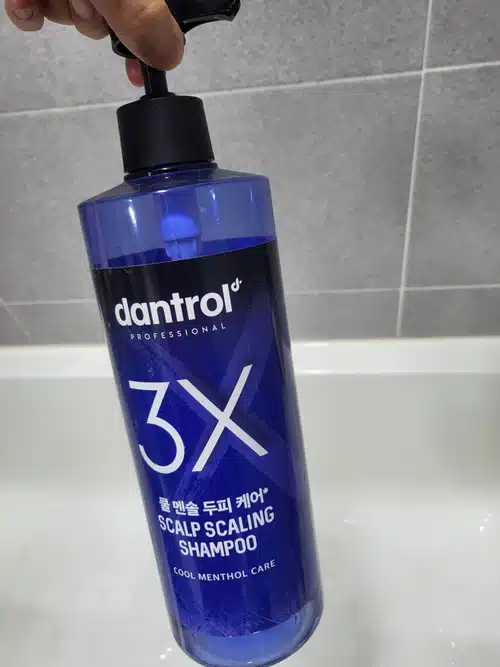 dantrol d
PROFESSIONAL
3X
쿨 멘솔 두피 케어*
SCALP SCALING
SHAMPOO
COOL MENTHOL CARE